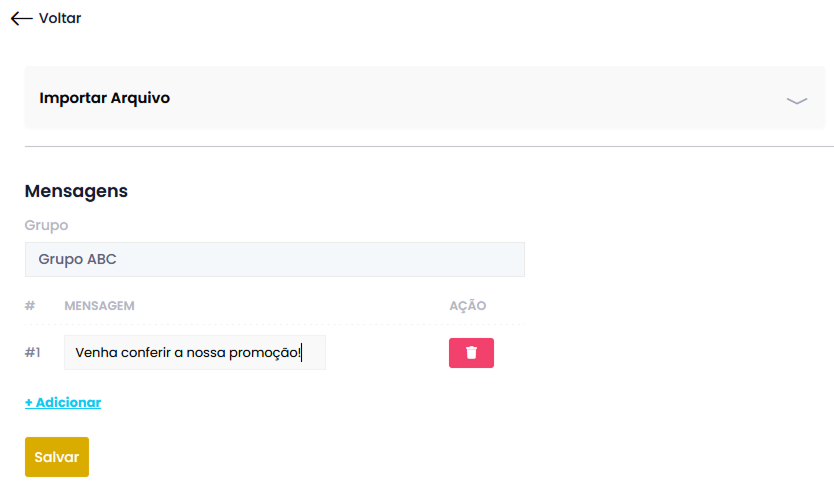 Voltar
Importar Arquivo
Mensagens
Grupo
Grupo ABC
# MENSAGEM AÇÃO
#1 Venha conferir a nossa promoção!
+ Adicionar
Salvar